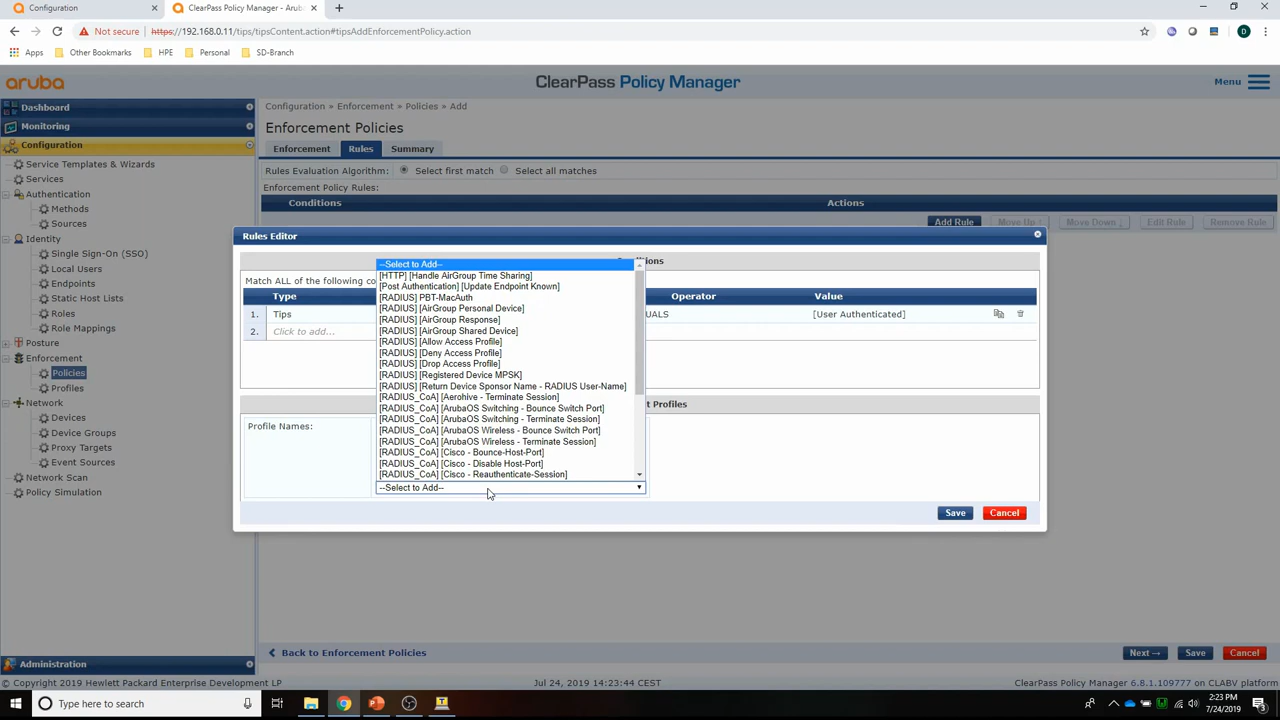 Configuration
ClearPass Policy Manager - Arub
Not secure https://192.168.0.11/tips/tipsContent.action#tipsAddEnforcementPolicy.action
Apps Other Bookmarks HPE Personal SD-Branch
aruba
ClearPass Policy Manager
Menu
Dashboard
Monitoring
Configuration
Service Templates & Wizards
Services
Authentication
Methods
Sources
Identity
Single Sign-On (SSO)
Local Users
Endpoints
Static Host Lists
Roles
Role Mappings
Posture
Enforcement
Policies
Profiles
Network
Devices
Device Groups
Proxy Targets
Event Sources
Network Scan
Policy Simulation
Administration
Configuration » Enforcement » Policies » Add
Enforcement Policies
Enforcement Rules Summary
Rules Evaluation Algorithm: Select first match Select all matches
Enforcement Policy Rules:
Conditions Actions
Add Rule Move Up ↑ Move Down ↓ Edit Rule Remove Rule
Rules Editor
Match ALL of the following co
Type Operator Value
1. Tips UALS [User Authenticated]
2. Click to add...
Profile Names:
--Select to Add--
[HTTP] [Handle AirGroup Time Sharing]
[Post Authentication] [Update Endpoint Known]
[RADIUS] PBT-MacAuth
[RADIUS] [AirGroup Personal Device]
[RADIUS] [AirGroup Response]
[RADIUS] [AirGroup Shared Device]
[RADIUS] [Allow Access Profile]
[RADIUS] [Deny Access Profile]
[RADIUS] [Drop Access Profile]
[RADIUS] [Registered Device MPSK]
[RADIUS] [Return Device Sponsor Name - RADIUS User-Name]
[RADIUS_CoA] [Aerohive - Terminate Session]
[RADIUS_CoA] [ArubaOS Switching - Bounce Switch Port]
[RADIUS_CoA] [ArubaOS Switching - Terminate Session]
[RADIUS_CoA] [ArubaOS Wireless - Bounce Switch Port]
[RADIUS_CoA] [ArubaOS Wireless - Terminate Session]
[RADIUS_CoA] [Cisco - Bounce-Host-Port]
[RADIUS_CoA] [Cisco - Disable Host-Port]
[RADIUS_CoA] [Cisco - Reauthenticate-Session]
--Select to Add--
nditions
t Profiles
Save Cancel
Back to Enforcement Policies
Next → Save Cancel
© Copyright 2019 Hewlett Packard Enterprise Development LP
Jul 24, 2019 14:23:44 CEST
ClearPass Policy Manager 6.8.1.109777 on CLABV platform
Type here to search
2:23 PM
7/24/2019